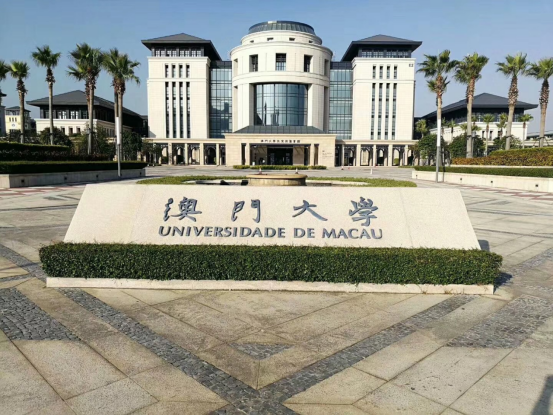 澳門大學
UNIVERSIDADE DE MACAU